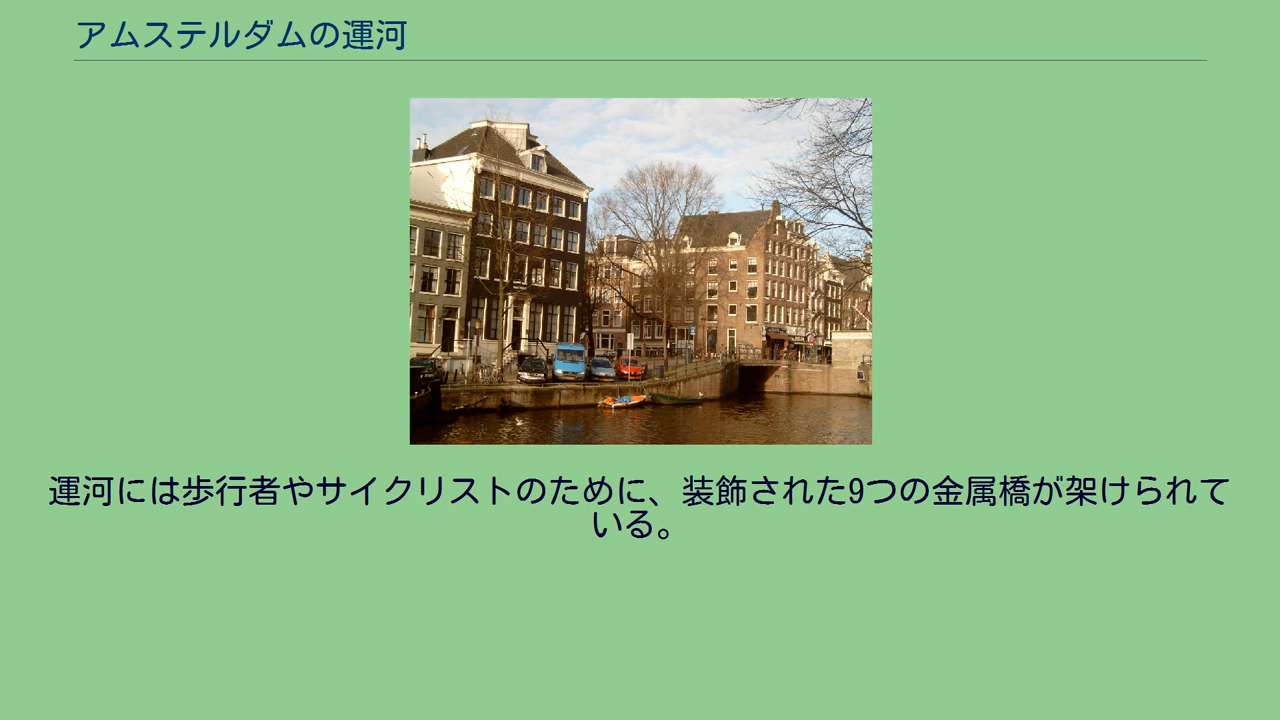 アムステルダムの運河
運河には歩行者やサイクリストのために、装飾された9つの金属橋が架けられて
いる。